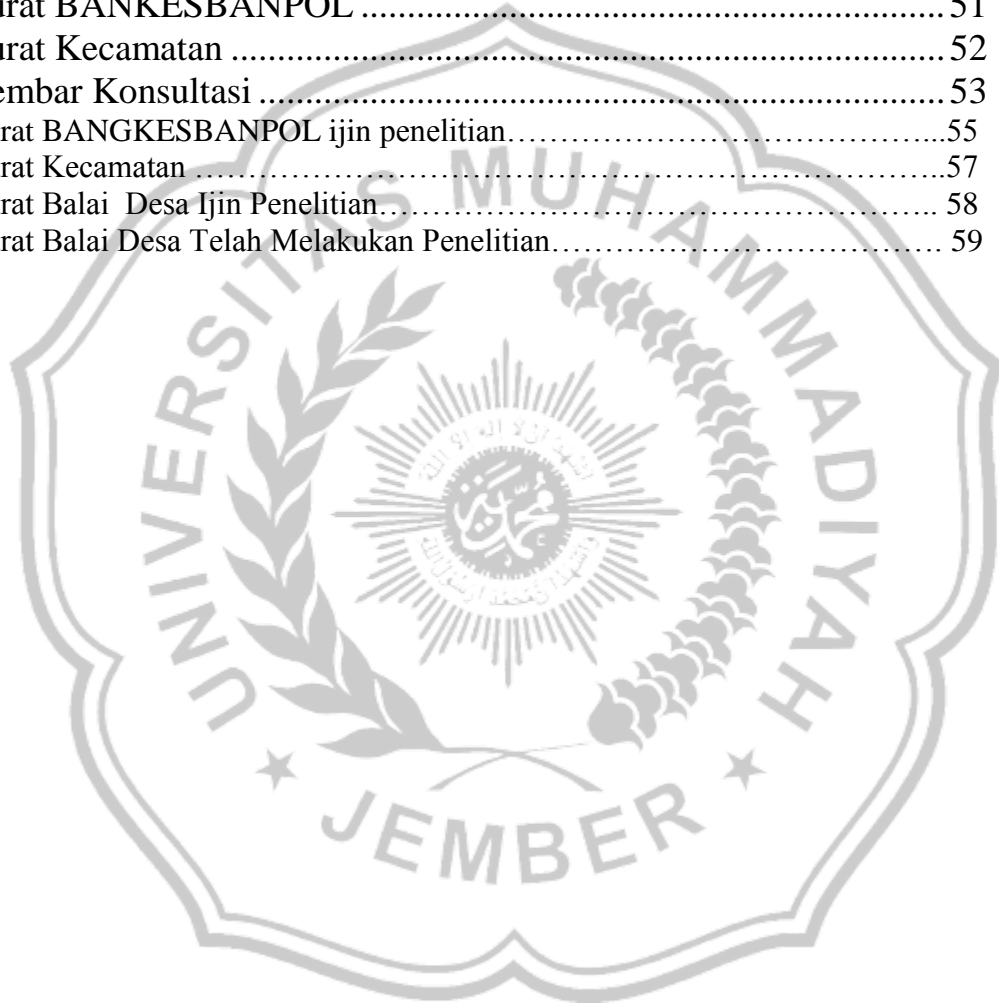 urat BANKESBANPOL .......................................................................... 51
urat Kecamatan ........................................................................................... 52
embar Konsultasi ....................................................................................... 53
rat BANGKESBANPOL ijin penelitian……………………………………...55
rat Kecamatan …………………………………………………………………..57
rat Balai  Desa Ijin Penelitian……………………………………………….. 58
rat Balai Desa Telah Melakukan Penelitian………………………………. 59
UNIVERSITAS MUHAMMADIYAH
JEMBER